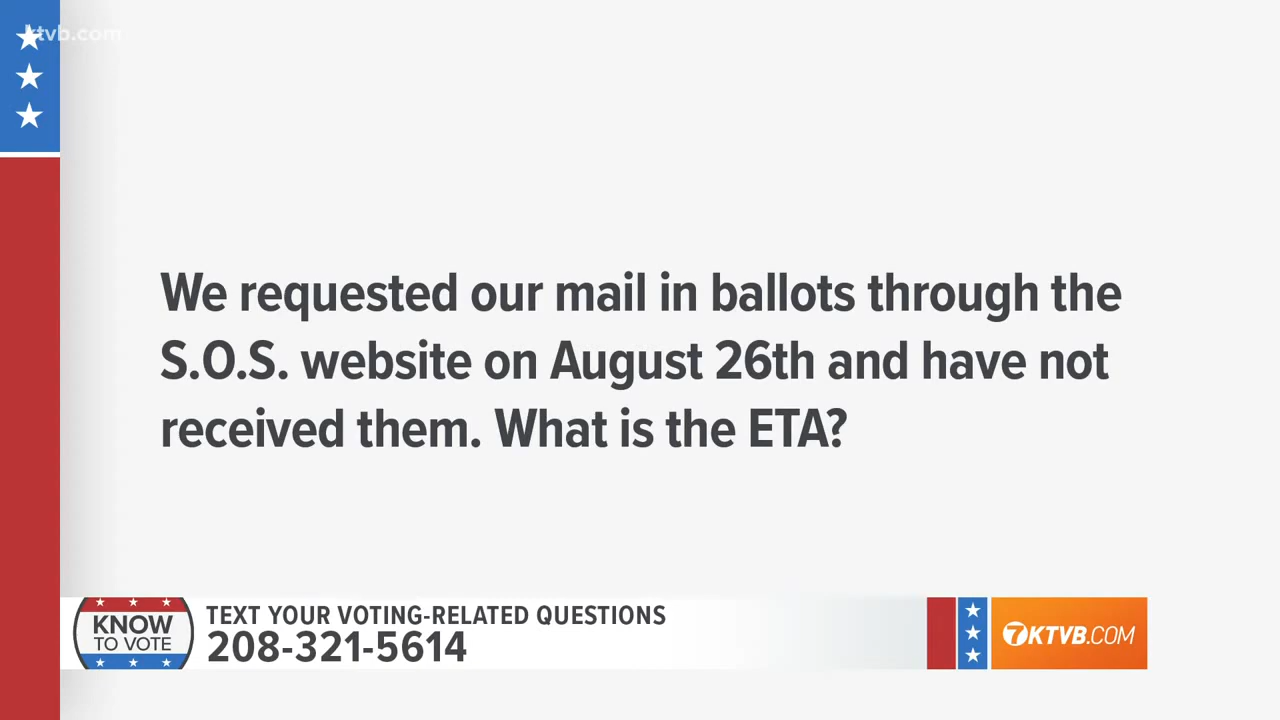 ktvb.com
We requested our mail in ballots through the
S.O.S. website on August 26th and have not
received them. What is the ETA?
KNOW
TO VOTE
TEXT YOUR VOTING-RELATED QUESTIONS
208-321-5614
7KTVB.COM